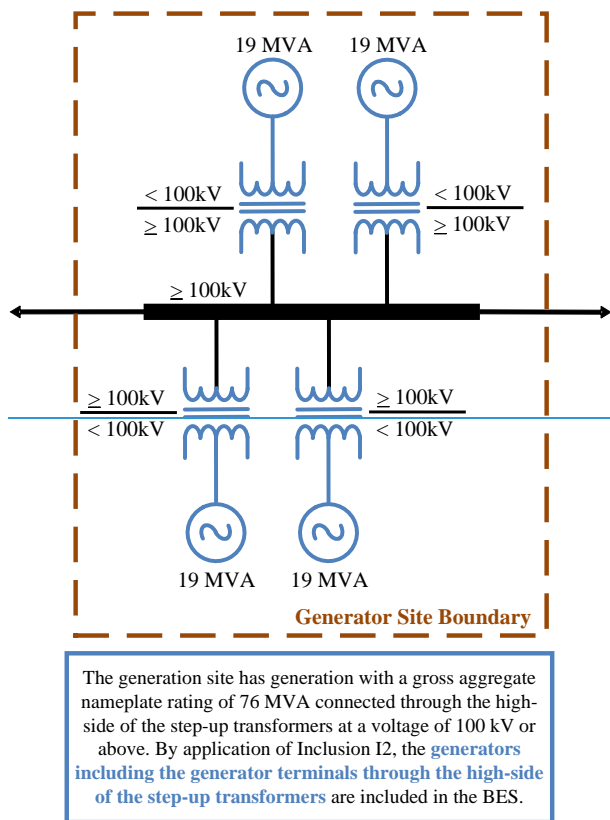 19 MVA 19 MVA
< 100kV < 100kV
≥ 100kV ≥ 100kV
≥ 100kV
≥ 100kV ≥ 100kV
< 100kV < 100kV
19 MVA 19 MVA
Generator Site Boundary
The generation site has generation with a gross aggregate
nameplate rating of 76 MVA connected through the high-
side of the step-up transformers at a voltage of 100 kV or
above. By application of Inclusion I2, the generators
including the generator terminals through the high-side
of the step-up transformers are included in the BES.